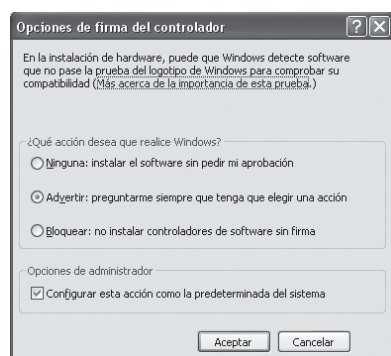 Opciones de firma del controlador
En la instalación de hardware, puede que Windows detecte software
que no pase la prueba del logotipo de Windows para comprobar su
compatibilidad (Más acerca de la importancia de esta prueba.)
¿Qué acción desea que realice Windows?
Ninguna: instalar el software sin pedir mi aprobación
Advertir: preguntarme siempre que tenga que elegir una acción
Bloquear: no instalar controladores de software sin firma
Opciones de administrador
Configurar esta acción como la predeterminada del sistema
Aceptar Cancelar